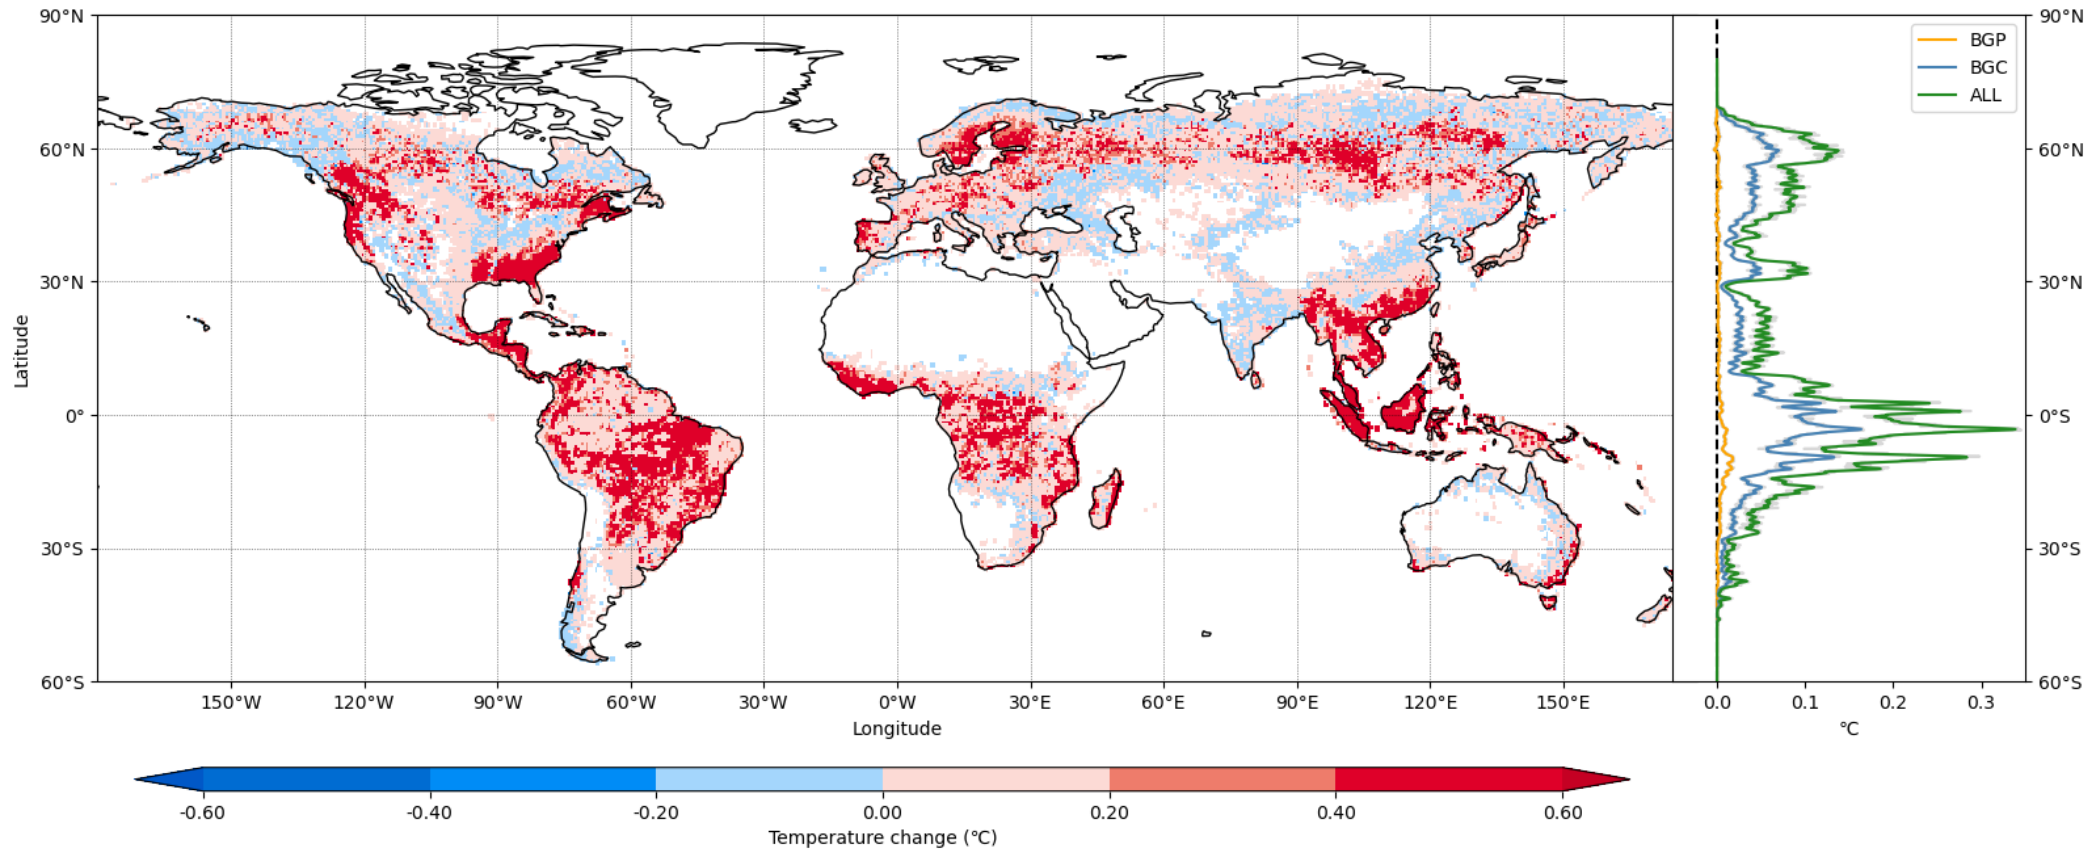 90°N
60°N
30°N
0°
30°S
60°S
Latitude
150°W
120°W
90°W
60°W
30°W
0°W
30°E
60°E
90°E
120°E
150°E
Longitude
BGP
BGC
ALL
90°N
60°N
30°N
0°S
30°S
60°S
0.0
0.1
0.2
0.3
℃
-0.60
-0.40
-0.20
0.00
0.20
0.40
0.60
Temperature change (℃)